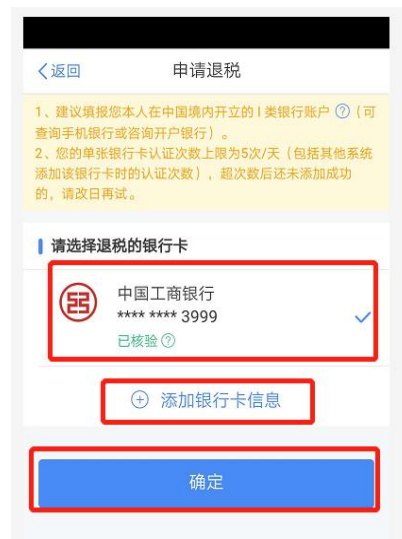 返回
申请退税
1、建议填报您本人在中国境内开立的Ⅰ类银行账户 ? (可
查询手机银行或咨询开户银行）。
2、您的单张银行卡认证次数上限为5次/天（包括其他系统
添加该银行卡时的认证次数），超次数后还未添加成功
的，请改日再试。
请选择退税的银行卡
中国工商银行
**** **** 3999
已核验 ?
添加银行卡信息
确定